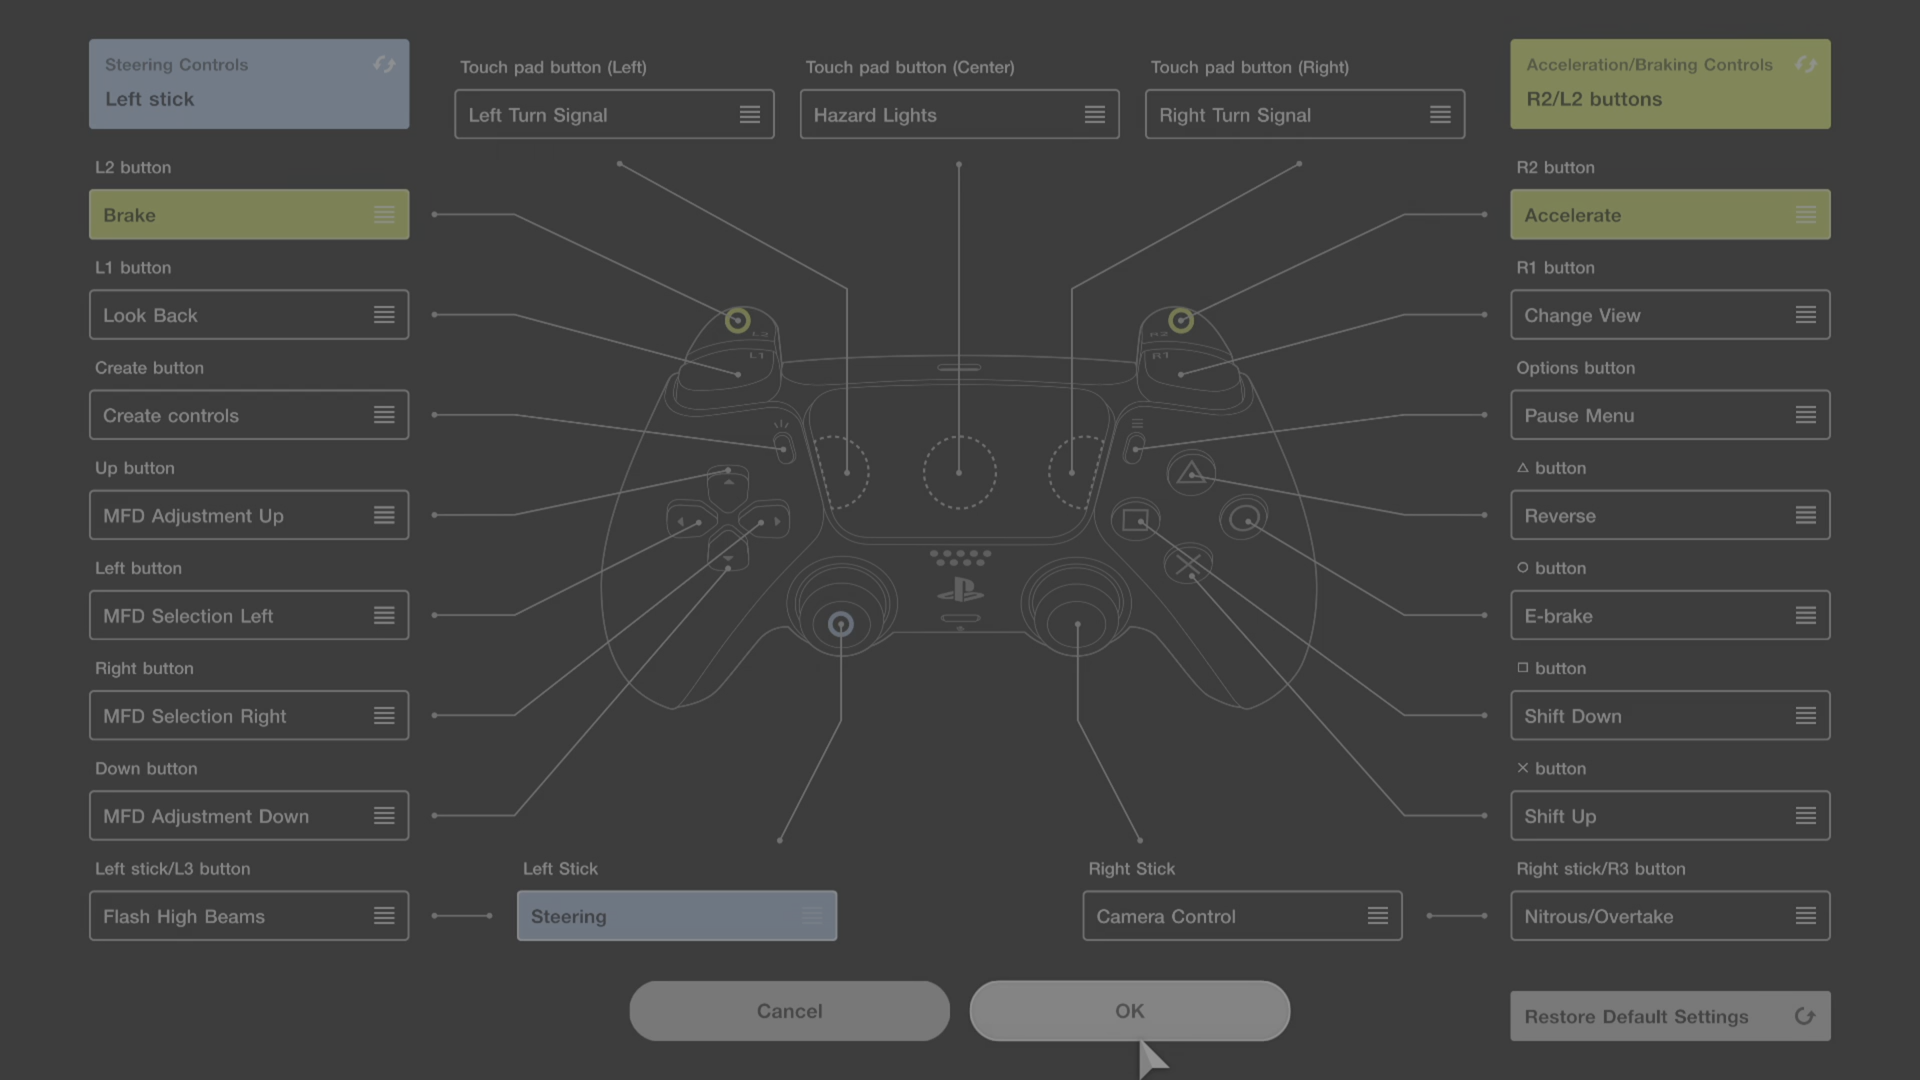 Steering Controls
Left stick
Touch pad button (Left)
Left Turn Signal
Touch pad button (Center)
Hazard Lights
Touch pad button (Right)
Right Turn Signal
Acceleration/Braking Controls
R2/L2 buttons
L2 button
Brake
L1 button
Look Back
Create button
Create controls
Up button
MFD Adjustment Up
Left button
MFD Selection Left
Right button
MFD Selection Right
Down button
MFD Adjustment Down
Left stick/L3 button
Flash High Beams
L2
L1
R2
R1
Left Stick
Steering
Right Stick
Camera Control
R2 button
Accelerate
R1 button
Change View
Options button
Pause Menu
△ button
Reverse
○ button
E-brake
□ button
Shift Down
× button
Shift Up
Right stick/R3 button
Nitrous/Overtake
Cancel
OK
Restore Default Settings